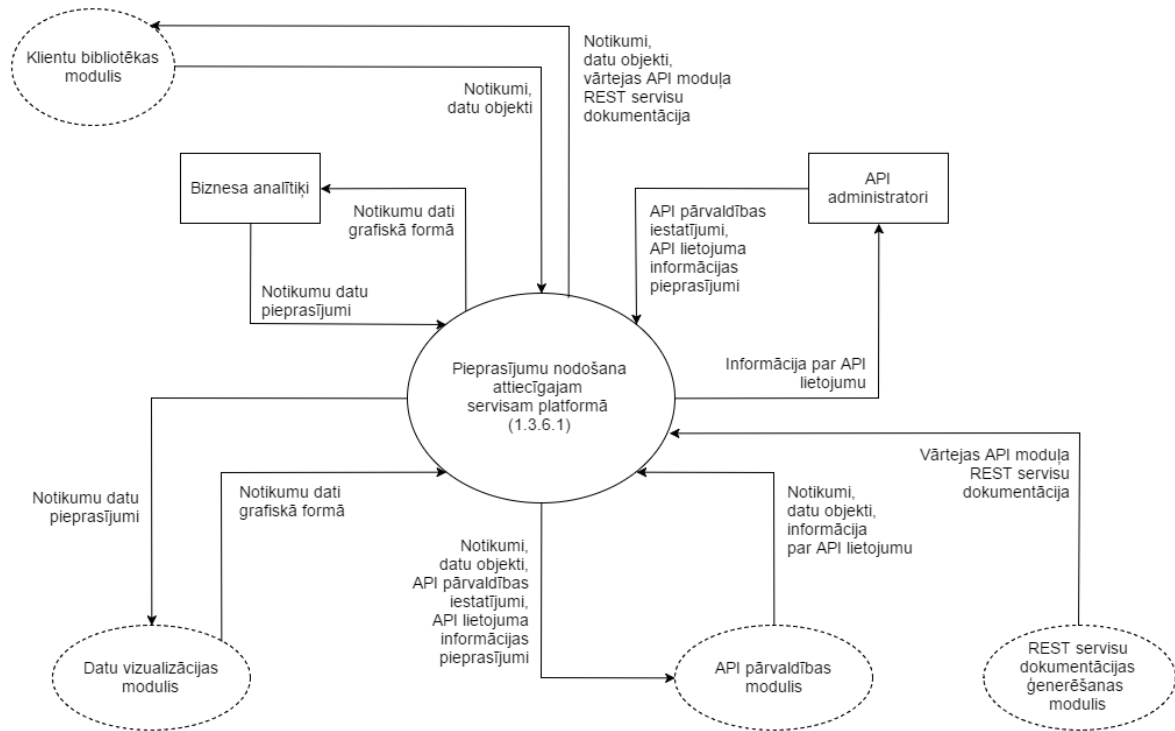 Klientu bibliotēkas
modulis
Notikumi,
datu objekti
Notikumi,
datu objekti,
vārtejas API moduļa
REST servisu
dokumentācija
Biznesa analītiķi
Notikumu dati
grafiskā formā
Notikumu datu
pieprasījumi
API
administratori
API pārvaldības
iestatījumi,
API lietojuma
informācijas
pieprasījumi
Informācija par API
lietojumu
Pieprasījumu nodošana
attiecīgajam
servisam platformā
(1.3.6.1)
Vārtejas API moduļa
REST servisu
dokumentācija
Notikumu datu
pieprasījumi
Notikumu dati
grafiskā formā
Notikumi,
datu objekti,
API pārvaldības
iestatījumi,
API lietojuma
informācijas
pieprasījumi
Notikumi,
datu objekti,
informācija
par API lietojumu
Datu vizualizācijas
modulis
API pārvaldības
modulis
REST servisu
dokumentācijas
ģenerēšanas
modulis